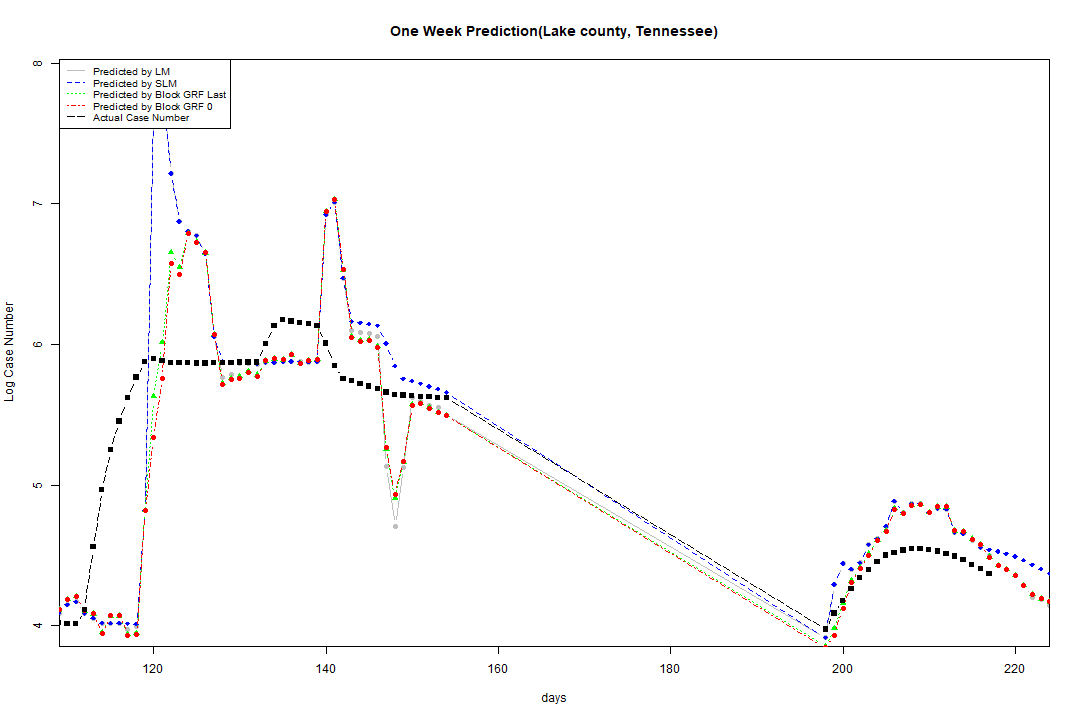 One Week Prediction(Lake county, Tennessee)
Predicted by LM
Predicted by SLM
Predicted by Block GRF Last
Predicted by Block GRF 0
Actual Case Number
Log Case Number
8
7
6
5
4
120 140 160 180 200 220
days